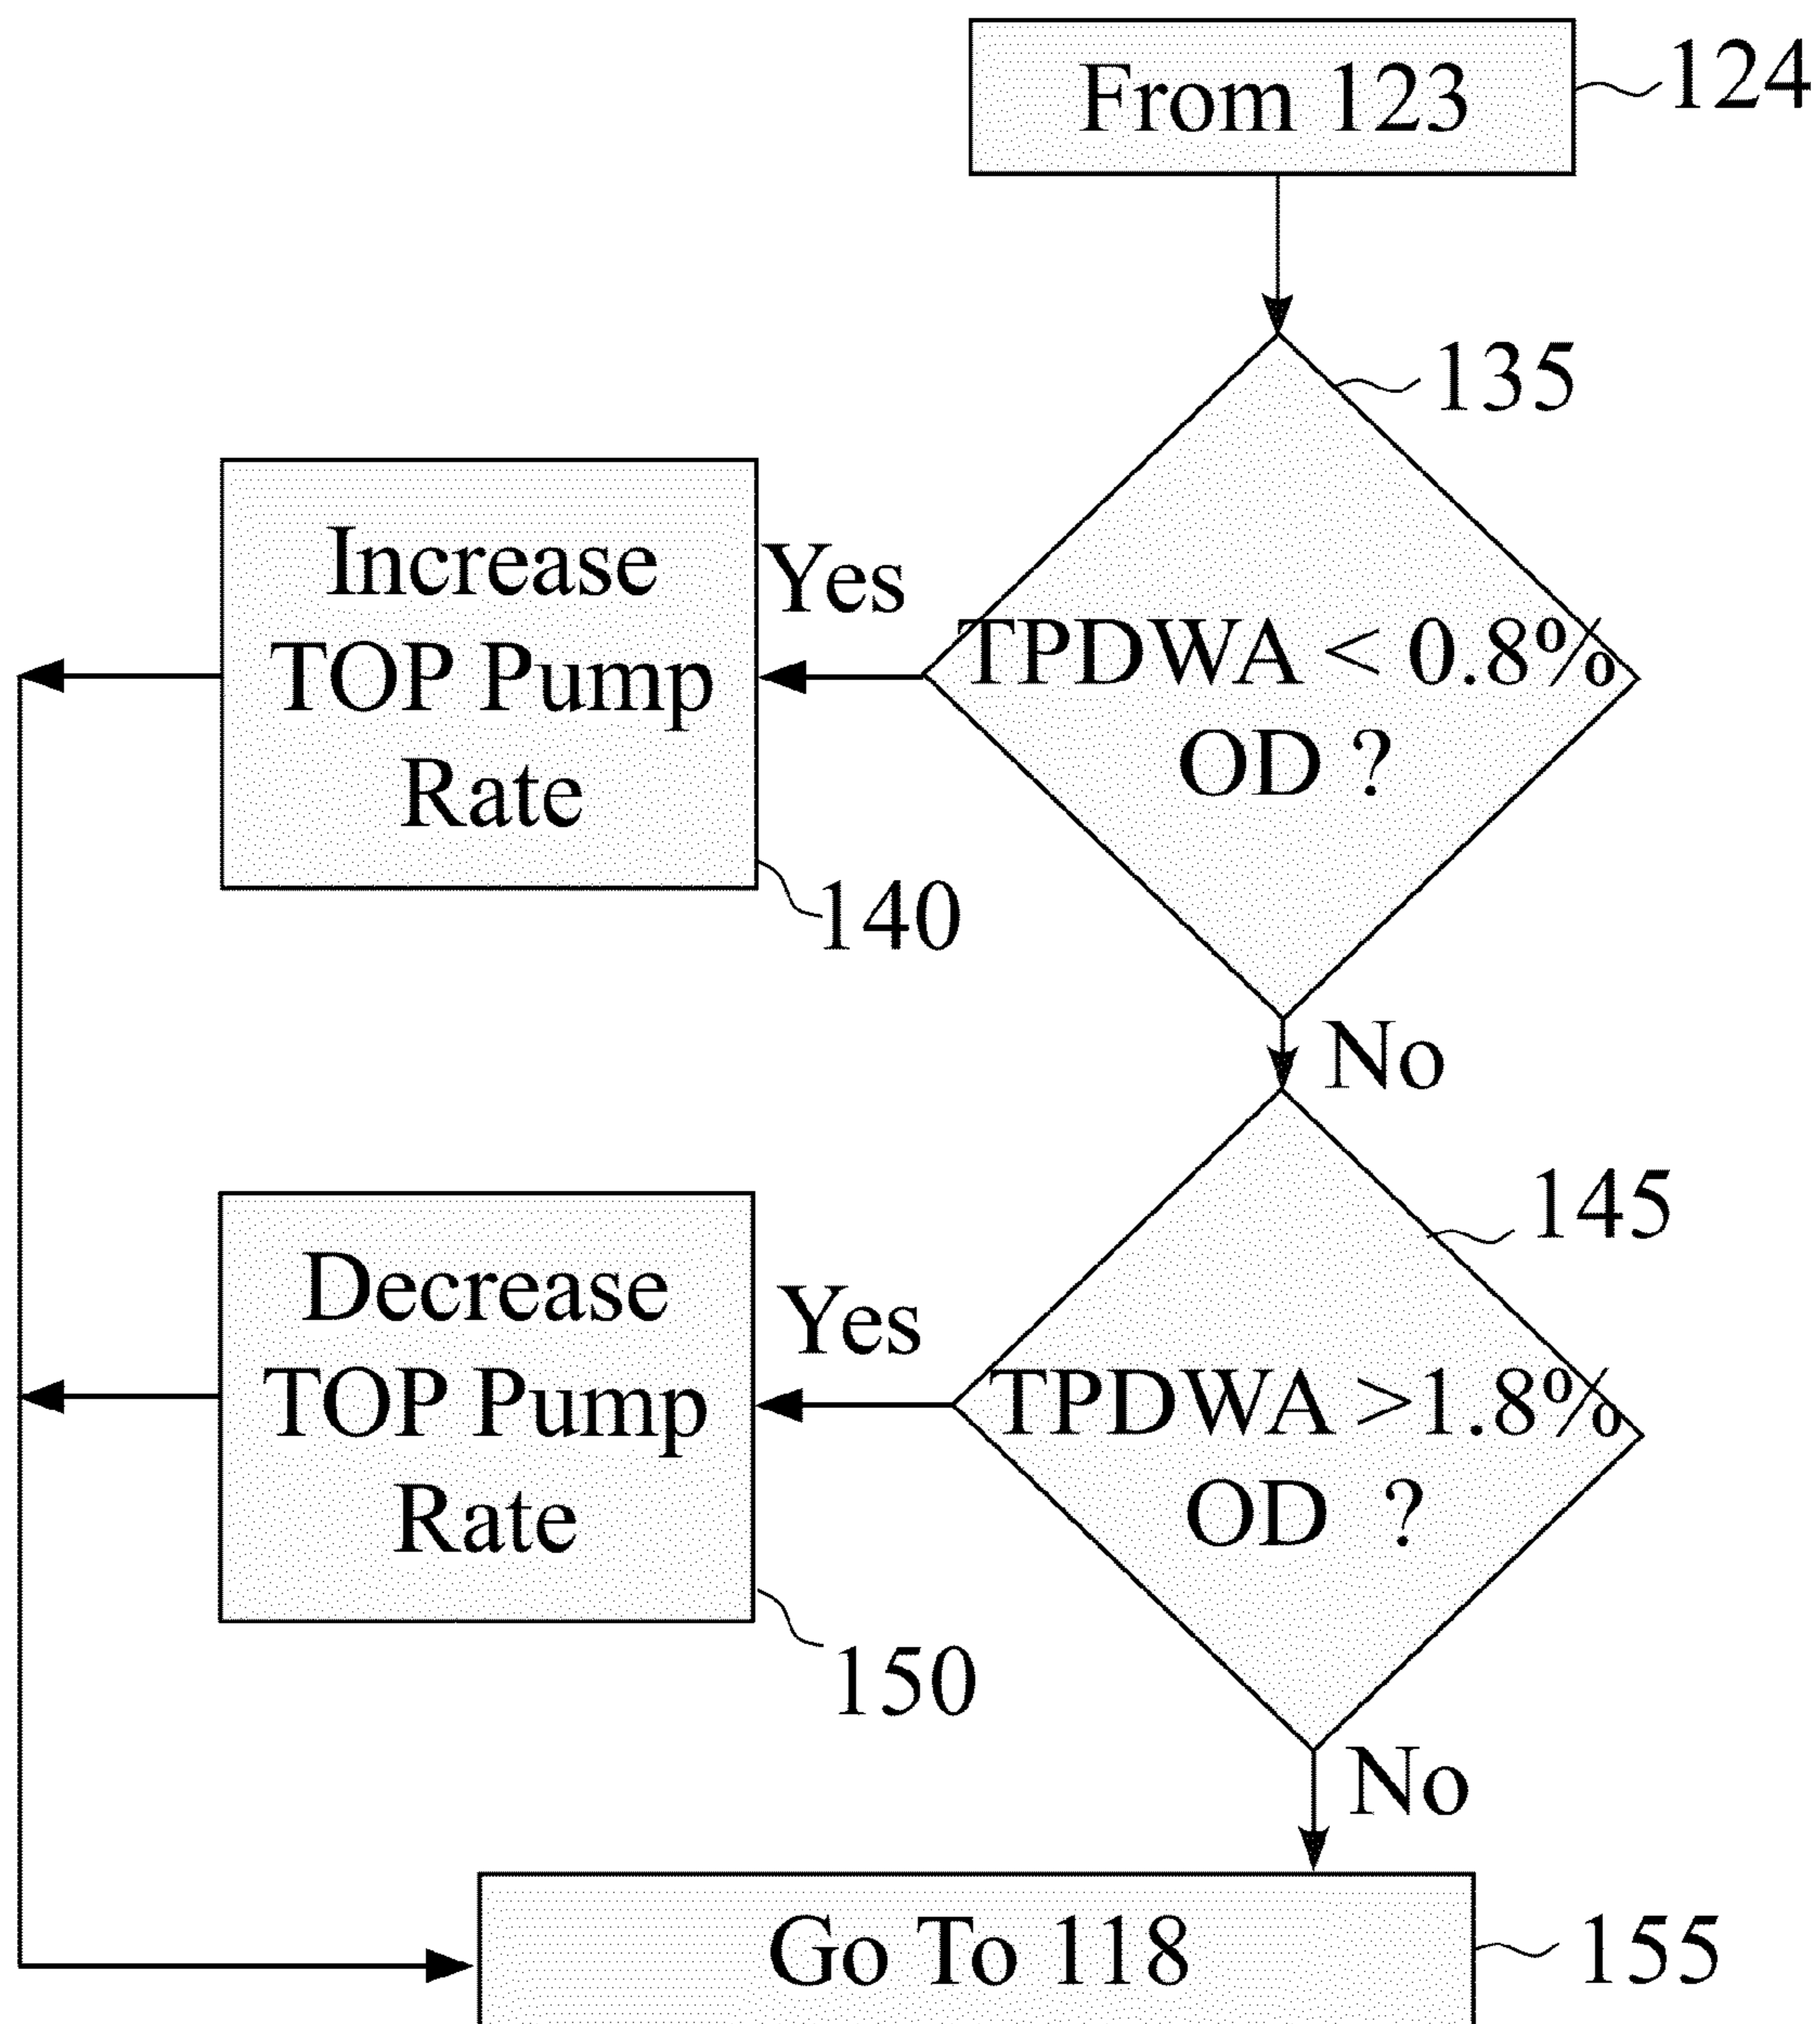 From 123
124
135
Increase
TOP Pump
Rate
Yes
TPDWA < 0.8%
OD ?
140
No
145
Decrease
TOP Pump
Rate
Yes
TPDWA >1.8%
OD ?
150
No
Go To 118
155